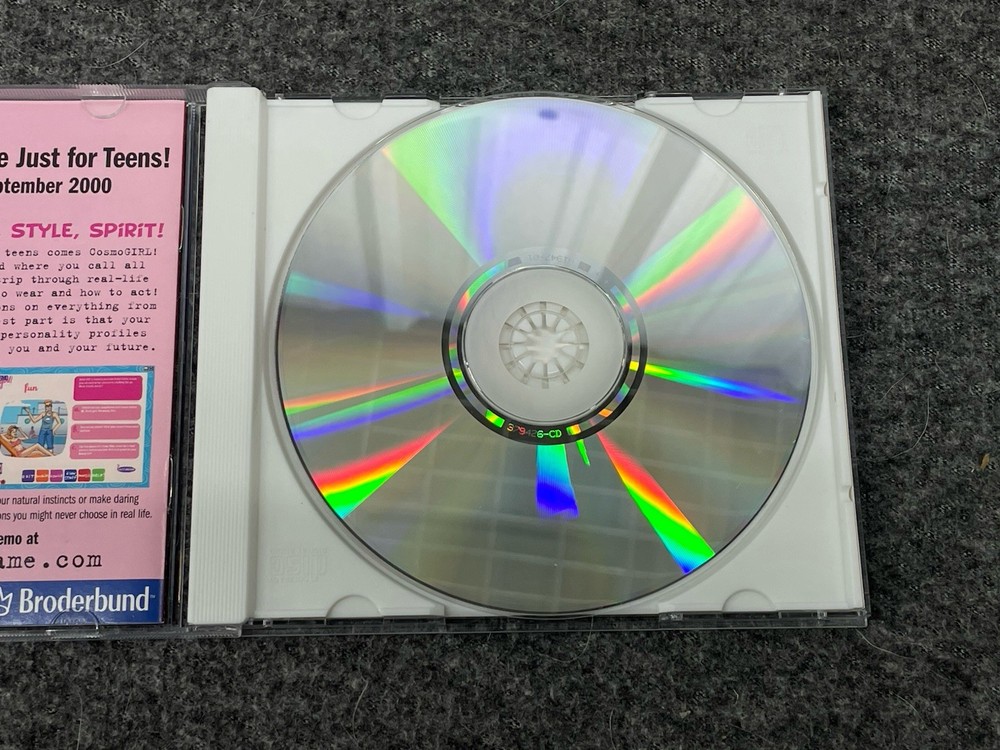 e Just for Teens!
ptember 2000
STYLE, SPiRiT!
teens comes CosmoGIRL!
d where you call all
rip through real-life
o wear and how to act!
ns on everything from
st part is that your
personality profiles
you and your future.
fun
our natural instincts or make daring
ons you might never choose in real life.
emo at
ame.com
Broderbund™
6-CD